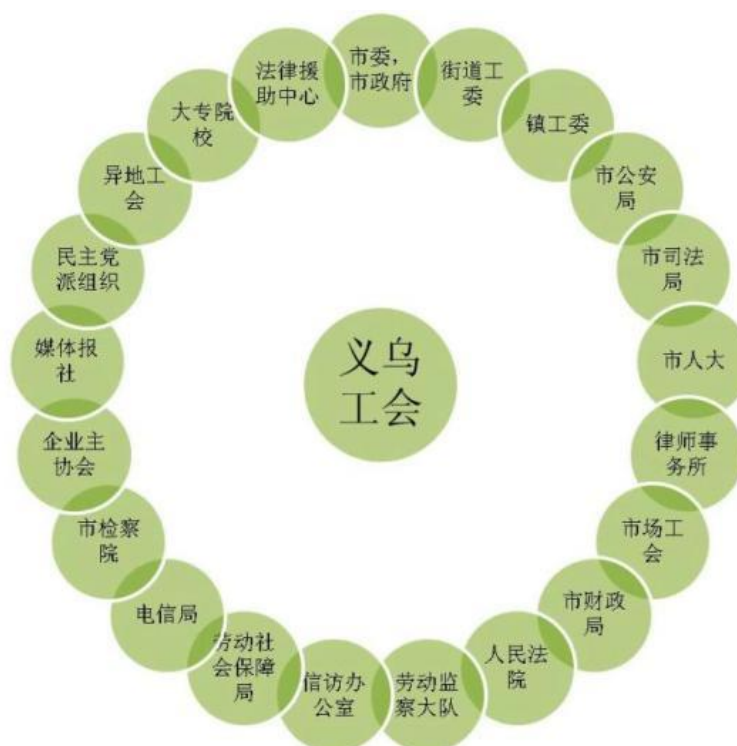 市委，
市政府
街道工
委
镇工委
市公安
局
市司法
局
市人大
律师事
务所
市场工
会
市财政
局
人民法
院
劳动监
察大队
信访办
公室
劳动社
会保障
局
电信局
市检察
院
企业主
协会
媒体报
社
民主党
派组织
异地工
会
大专院
校
法律援
助中心
义乌
工会